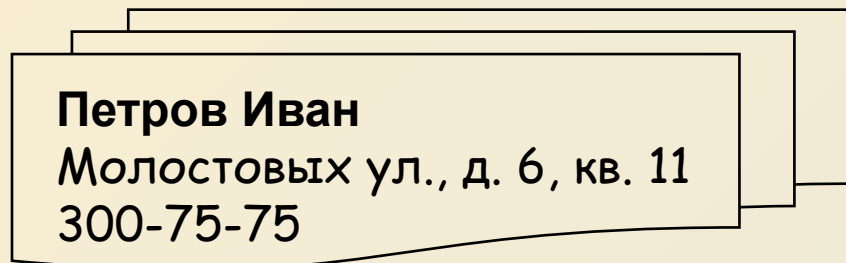 Петров Иван
Молостовых ул., д. 6, кв. 11
300-75-75